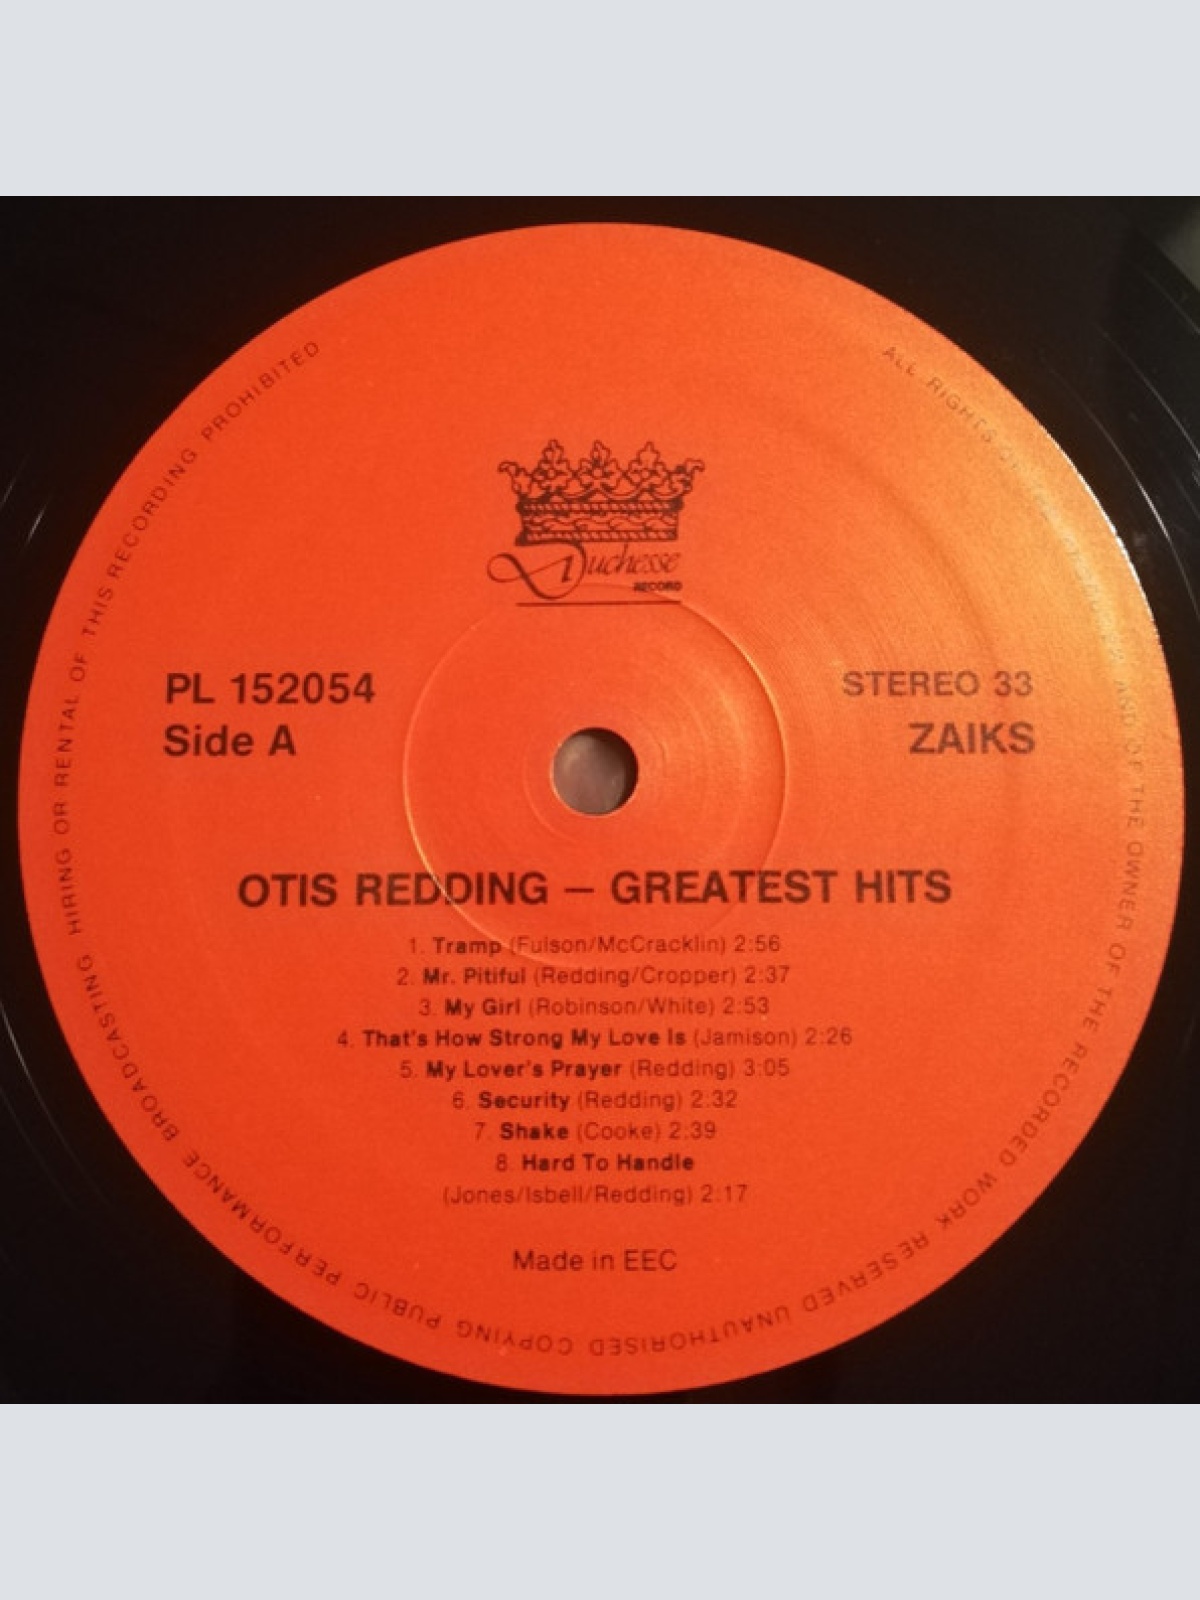 Duchesse
RECORD
PL 152054
Side A
STEREO 33
ZAIKS
OTIS REDDING – GREATEST HITS
1. Tramp (Fulson/McCracklin) 2:56
2. Mr. Pitiful (Redding/Cropper) 2:37
3. My Girl (Robinson/White) 2:53
4. That's How Strong My Love Is (Jamison) 2:26
5. My Lover's Prayer (Redding) 3:05
6. Security (Redding) 2:32
7. Shake (Cooke) 2:39
8. Hard To Handle
(Jones/Isbell/Redding) 2:17
Made in EEC
ALL RIGHTS AND OF THE OWNER OF THE RECORDED WORK RESERVED UNAUTHORISED COPYING PUBLIC PERFORMANCE BROADCASTING HIRING OR RENTAL OF THIS RECORDING PROHIBITED